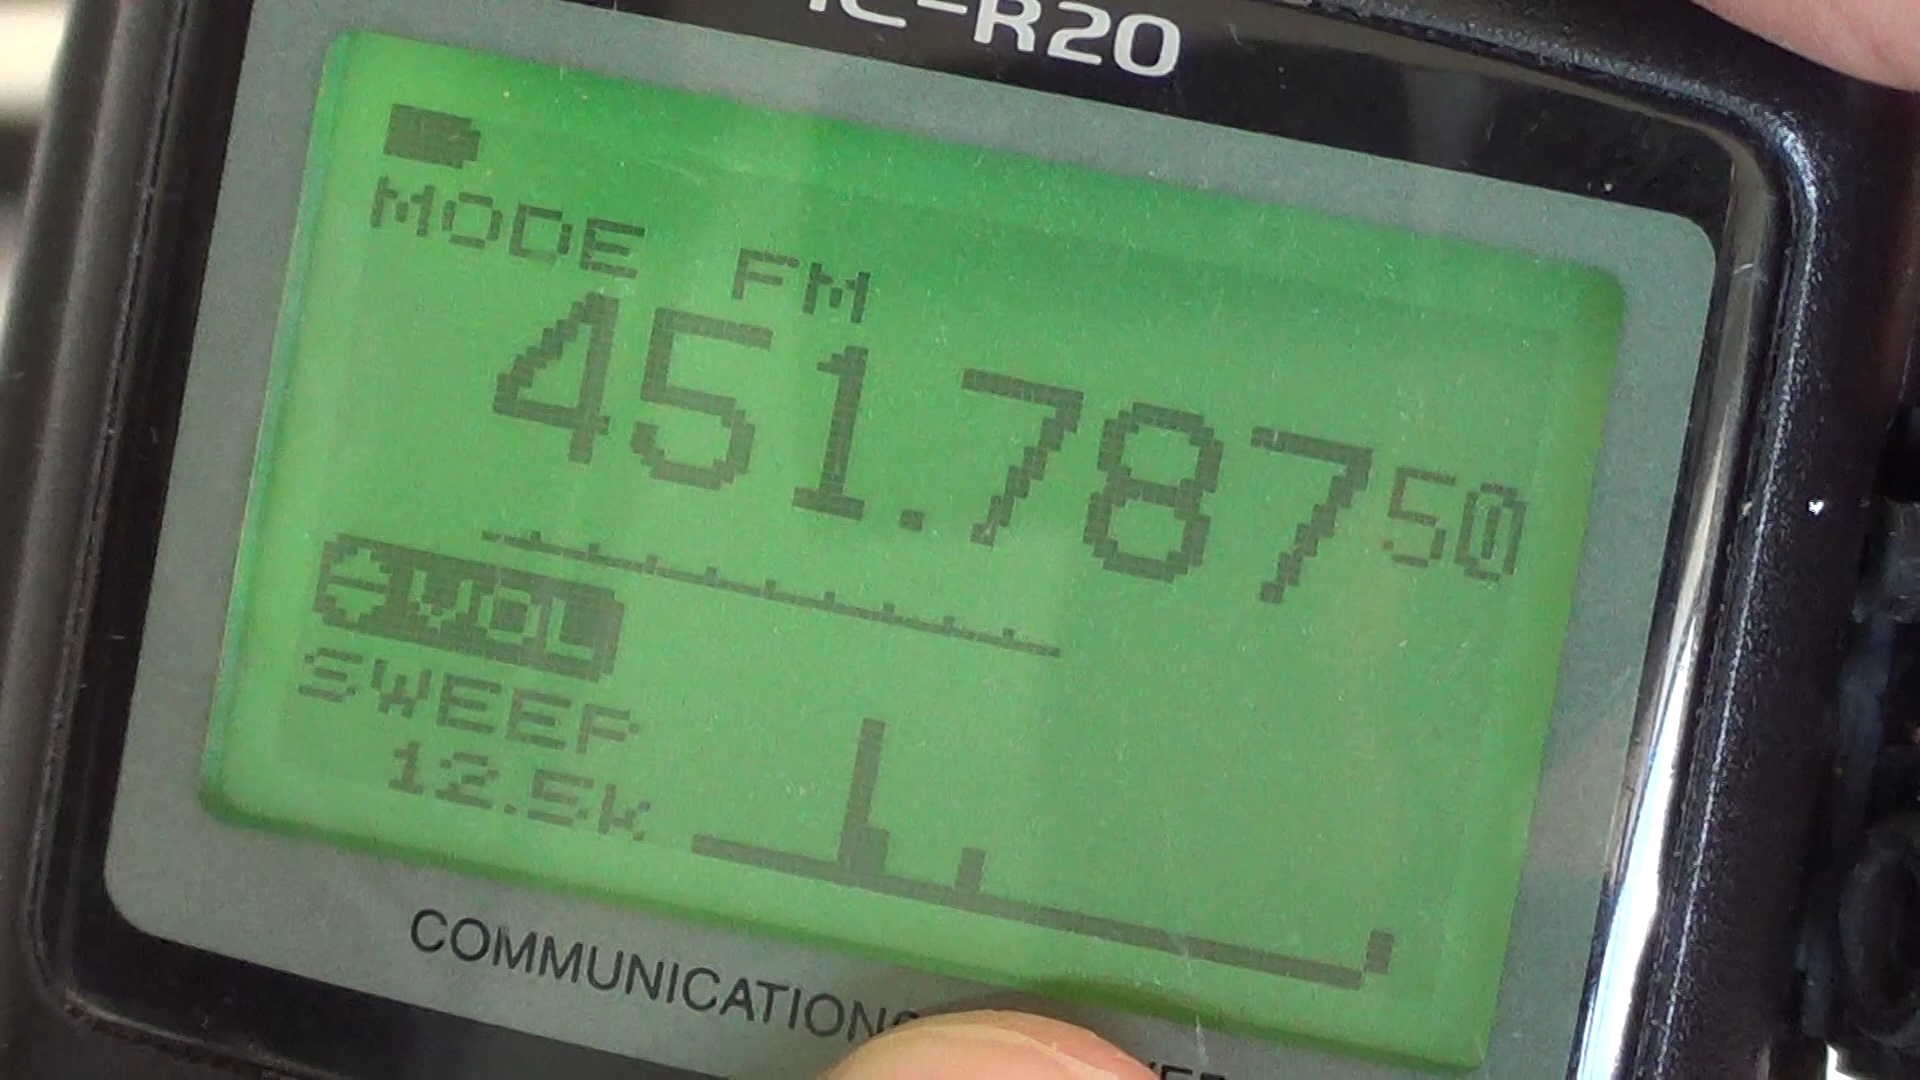 IC-R20
MODE FM
451.78750
VOL
SWEEP
12.5k
COMMUNICATIONS